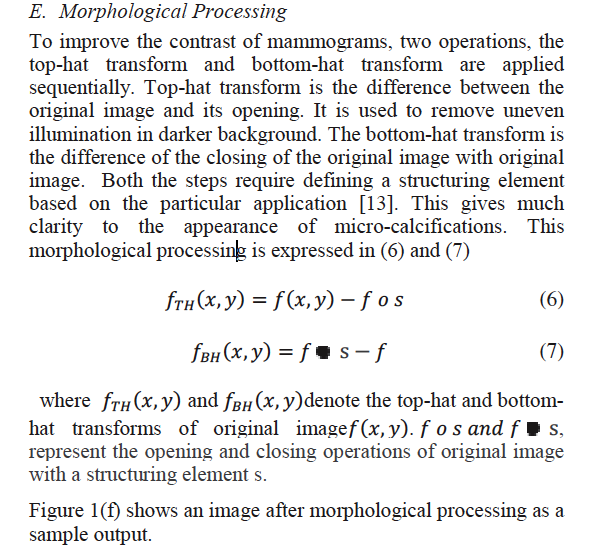 E. Morphological Processing
To improve the contrast of mammograms, two operations, the
top-hat transform and bottom-hat transform are applied
sequentially. Top-hat transform is the difference between the
original image and its opening. It is used to remove uneven
illumination in darker background. The bottom-hat transform is
the difference of the closing of the original image with original
image. Both the steps require defining a structuring element
based on the particular application [13]. This gives much
clarity to the appearance of micro-calcifications. This
morphological processing is expressed in (6) and (7)
f_{TH}(x, y) = f(x, y) − f o s (6)
f_{BH}(x, y) = f ● s − f (7)
where f_{TH}(x, y) and f_{BH}(x, y)denote the top-hat and bottom-
hat transforms of original imagef(x, y). f o s and f ● s,
represent the opening and closing operations of original image
with a structuring element s.
Figure 1(f) shows an image after morphological processing as a
sample output.